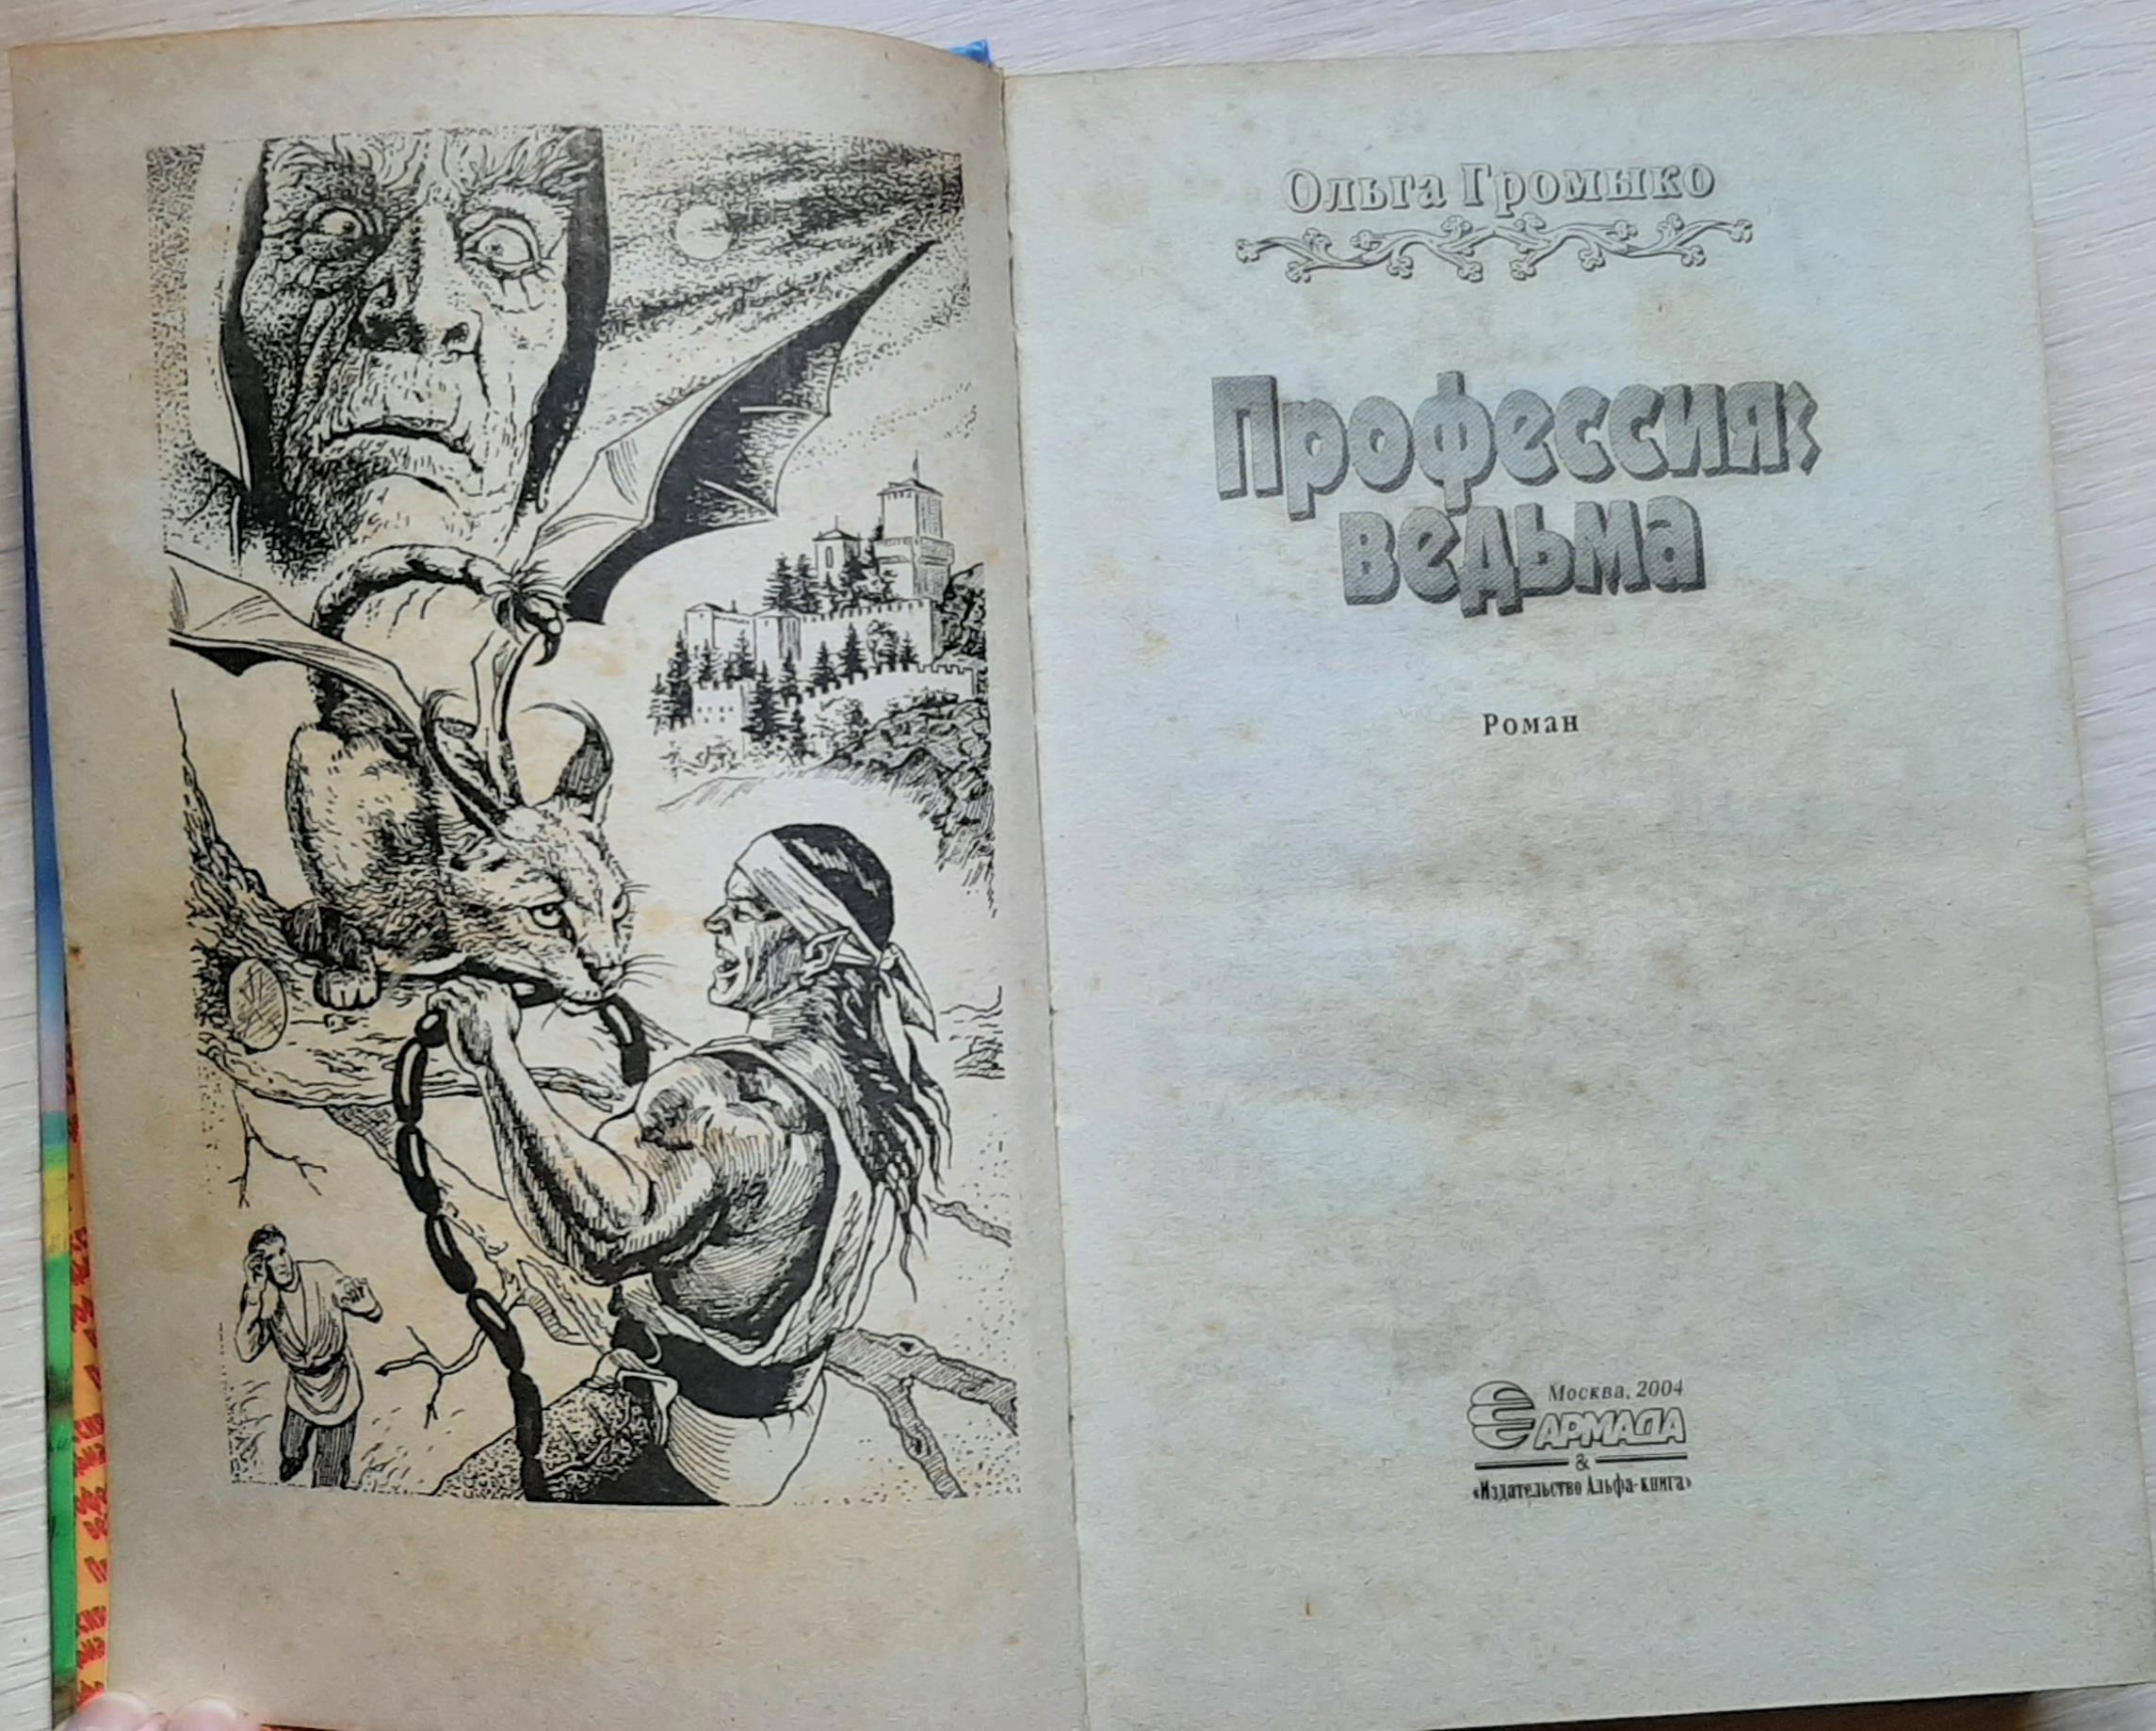 Ольга Громыко
Профессия:
ведьма
Роман
Москва, 2004
АРМАДА
&
«Издательство Альфа-книга»